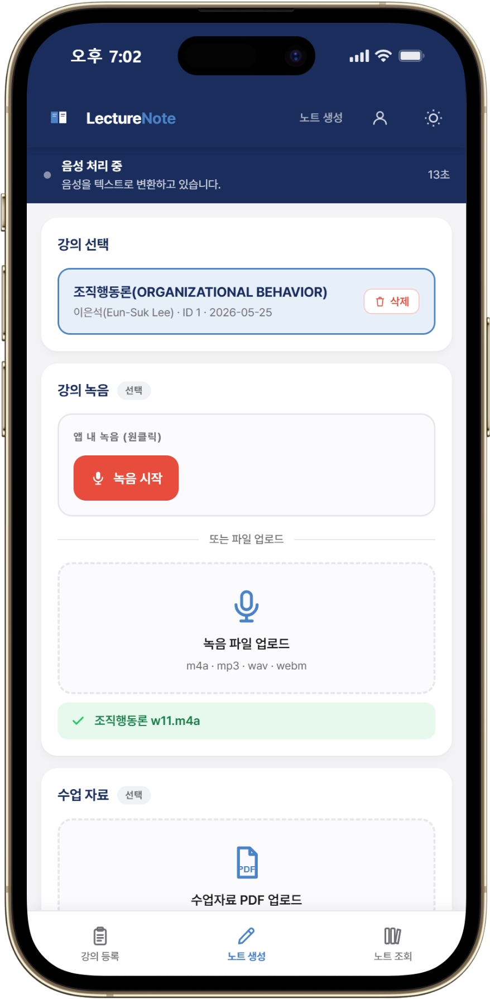 오후 7:02
LectureNote
노트 생성
음성 처리 중
음성을 텍스트로 변환하고 있습니다.
13초
강의 선택
조직행동론(ORGANIZATIONAL BEHAVIOR)
이은석(Eun-Suk Lee) · ID 1 · 2026-05-25
삭제
강의 녹음 선택
앱 내 녹음 (원클릭)
녹음 시작
또는 파일 업로드
녹음 파일 업로드
m4a · mp3 · wav · webm
조직행동론 w11.m4a
수업 자료 선택
PDF
수업자료 PDF 업로드
강의 등록
노트 생성
노트 조회